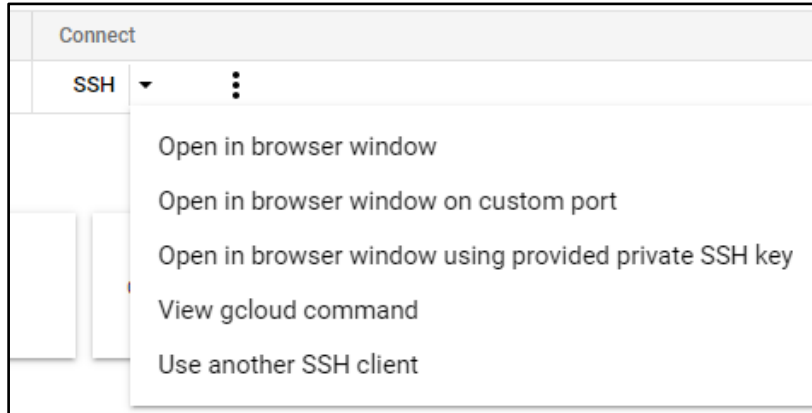 Connect
SSH
Open in browser window
Open in browser window on custom port
Open in browser window using provided private SSH key
View gcloud command
Use another SSH client